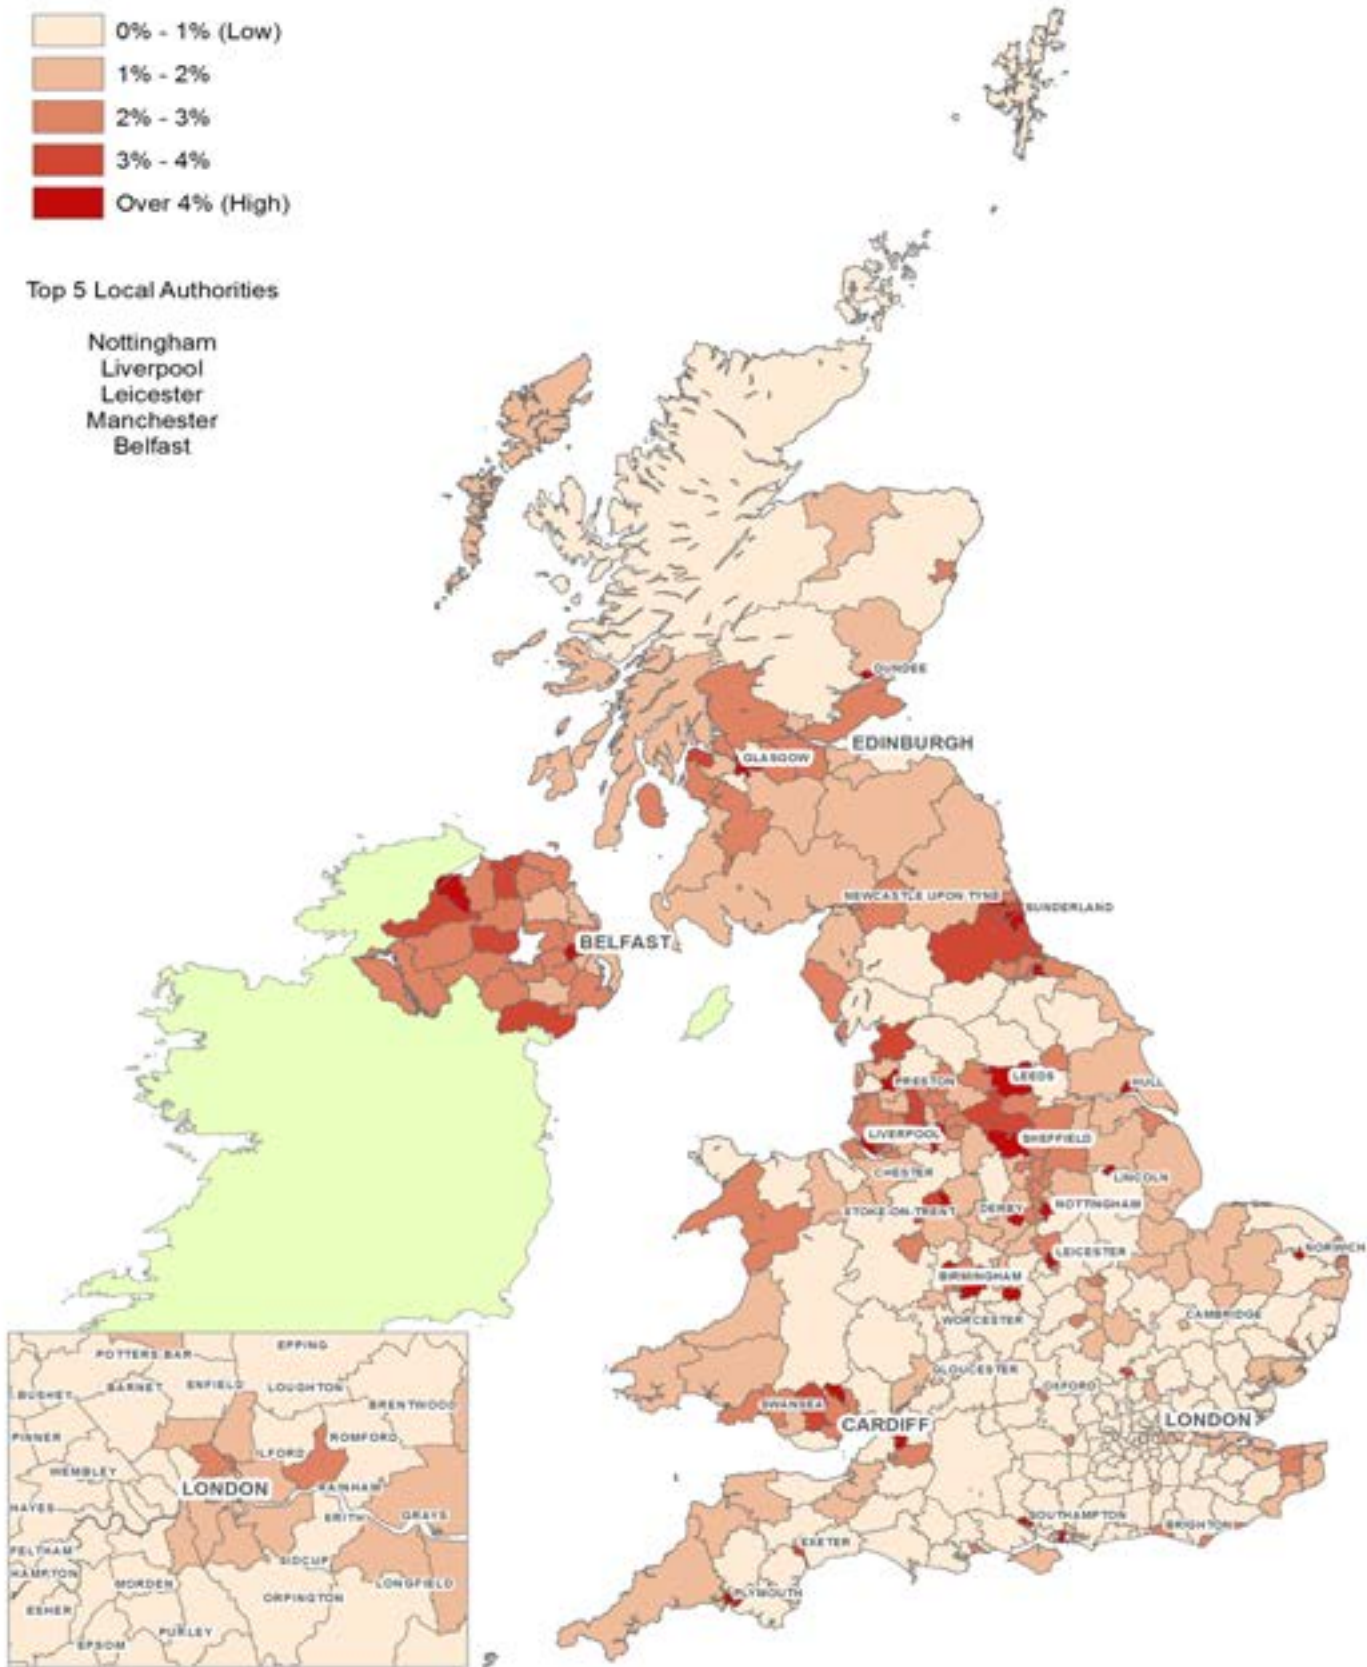 0% - 1% (Low)
1% - 2%
2% - 3%
3% - 4%
Over 4% (High)
Top 5 Local Authorities
Nottingham
Liverpool
Leicester
Manchester
Belfast
DUNDEE
EDINBURGH
GLASGOW
NEWCASTLE UPON TYNE
SUNDERLAND
BELFAST
PRESTON
LEEDS
HULL
LIVERPOOL
SHEFFIELD
CHESTER
LINCOLN
STOKE-ON-TRENT
DERBY
NOTTINGHAM
LEICESTER
NORWICH
BIRMINGHAM
WORCESTER
CAMBRIDGE
GLOUCESTER
OXFORD
SWANSEA
CARDIFF
LONDON
SOUTHAMPTON
BRIGHTON
EXETER
PLYMOUTH
POTTERS BAR
EPPING
BUSHEY
BARNET
ENFIELD
LOUGHTON
BRENTWOOD
PINNER
ILFORD
ROMFORD
WEMBLEY
LONDON
RAINHAM
HAYES
ERITH
GRAYS
FELTHAM
SIDCUP
HAMPTON
MORDEN
ORPINGTON
LONGFIELD
ESHER
PURLEY
EPSOM